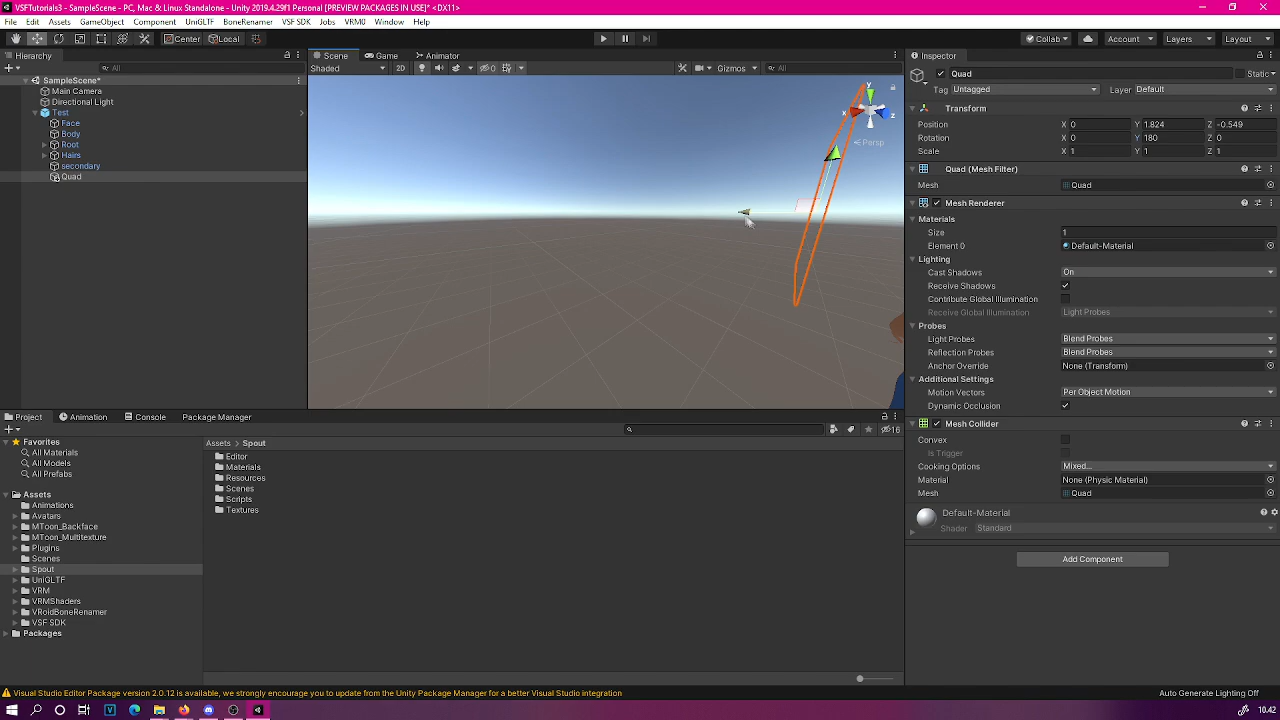 VSFTutorials3 - SampleScene - PC, Mac & Linux Standalone - Unity 2019.4.29f1 Personal [PREVIEW PACKAGES IN USE]* <DX11>
File Edit Assets GameObject Component UniGLTF BoneRenamer VSF SDK Jobs VRM0 Window Help
Center Local Collab Account Layers Layout
Hierarchy Scene Game Animator Inspector
All Shaded 2D 0 Gizmos All Quad Static
SampleScene*
Main Camera
Directional Light
Test
Face
Body
Root
Hairs
secondary
Quad
y
x
z
Persp
Tag Untagged Layer Default
Transform
Position X 0 Y 1.824 Z -0.549
Rotation X 0 Y 180 Z 0
Scale X 1 Y 1 Z 1
Quad (Mesh Filter)
Mesh Quad
Mesh Renderer
Materials
Size 1
Element 0 Default-Material
Lighting
Cast Shadows On
Receive Shadows
Contribute Global Illumination
Receive Global Illumination Light Probes
Probes
Light Probes Blend Probes
Reflection Probes Blend Probes
Anchor Override None (Transform)
Additional Settings
Motion Vectors Per Object Motion
Dynamic Occlusion
Mesh Collider
Convex
Is Trigger
Cooking Options Mixed...
Material None (Physic Material)
Mesh Quad
Default-Material
Shader Standard
Add Component
Project Animation Console Package Manager
16
Favorites
All Materials
All Models
All Prefabs
Assets
Animations
Avatars
MToon_Backface
MToon_Multitexture
Plugins
Scenes
Spout
UniGLTF
VRM
VRMShaders
VRoidBoneRenamer
VSF SDK
Packages
Assets > Spout
Editor
Materials
Resources
Scenes
Scripts
Textures
Visual Studio Editor Package version 2.0.12 is available, we strongly encourage you to update from the Unity Package Manager for a better Visual Studio integration
Auto Generate Lighting Off
10.42